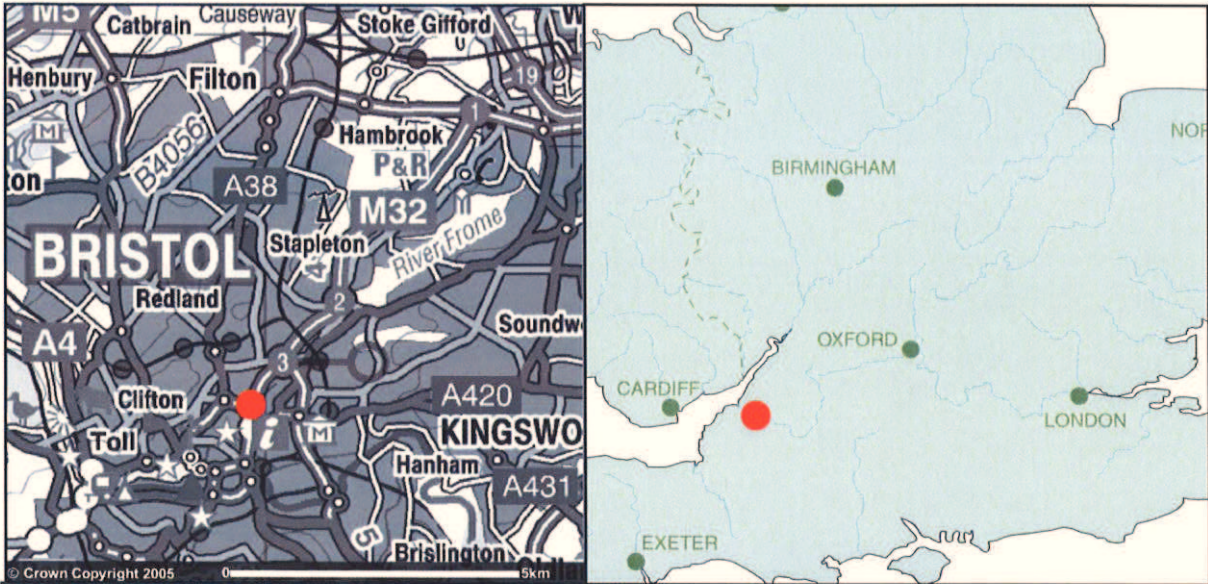 M5
Catbrain
Causeway
Stoke Gifford
W
Henbury
Filton
19
1
M
Hambrook
B4056
P&R
ton
A38
M32
Stapleton
4
River Frome
BRISTOL
Redland
2
A4
Soundw
3
Clifton
A420
Toll
i
M
KINGSWO
Hanham
A431
5
Brislington
© Crown Copyright 2005
0
5km
NOR
BIRMINGHAM
OXFORD
CARDIFF
LONDON
EXETER